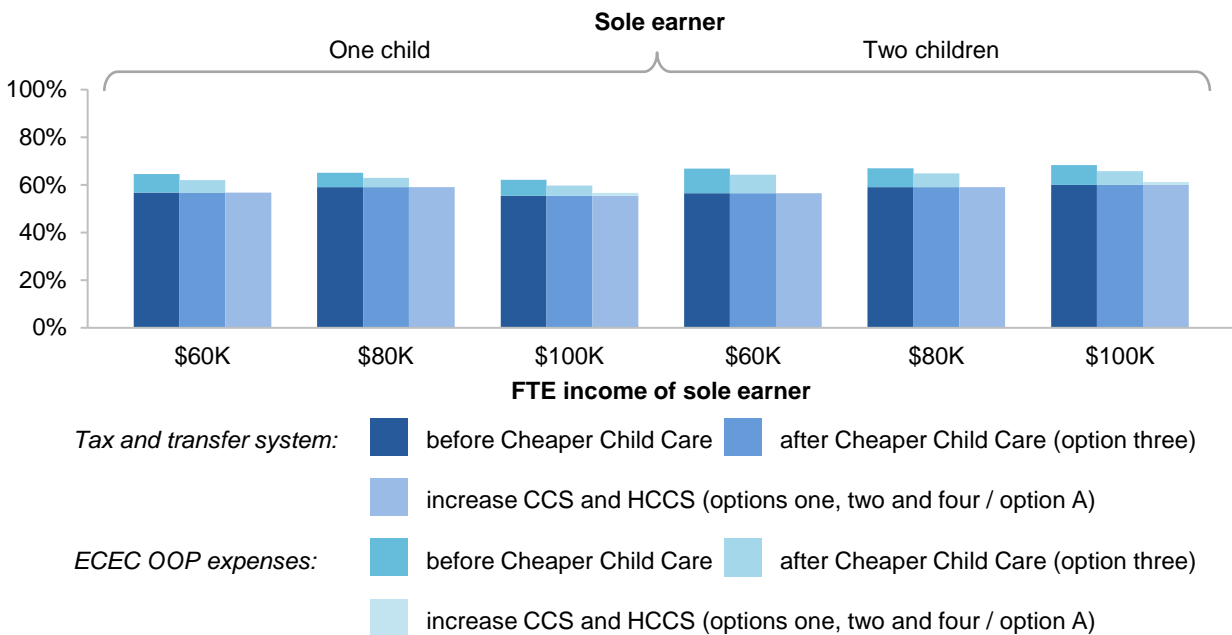 Sole earner
One child Two children
100%
80%
60%
40%
20%
0%
$60K $80K $100K $60K $80K $100K
FTE income of sole earner
Tax and transfer system: before Cheaper Child Care after Cheaper Child Care (option three)
increase CCS and HCCS (options one, two and four / option A)
ECEC OOP expenses: before Cheaper Child Care after Cheaper Child Care (option three)
increase CCS and HCCS (options one, two and four / option A)